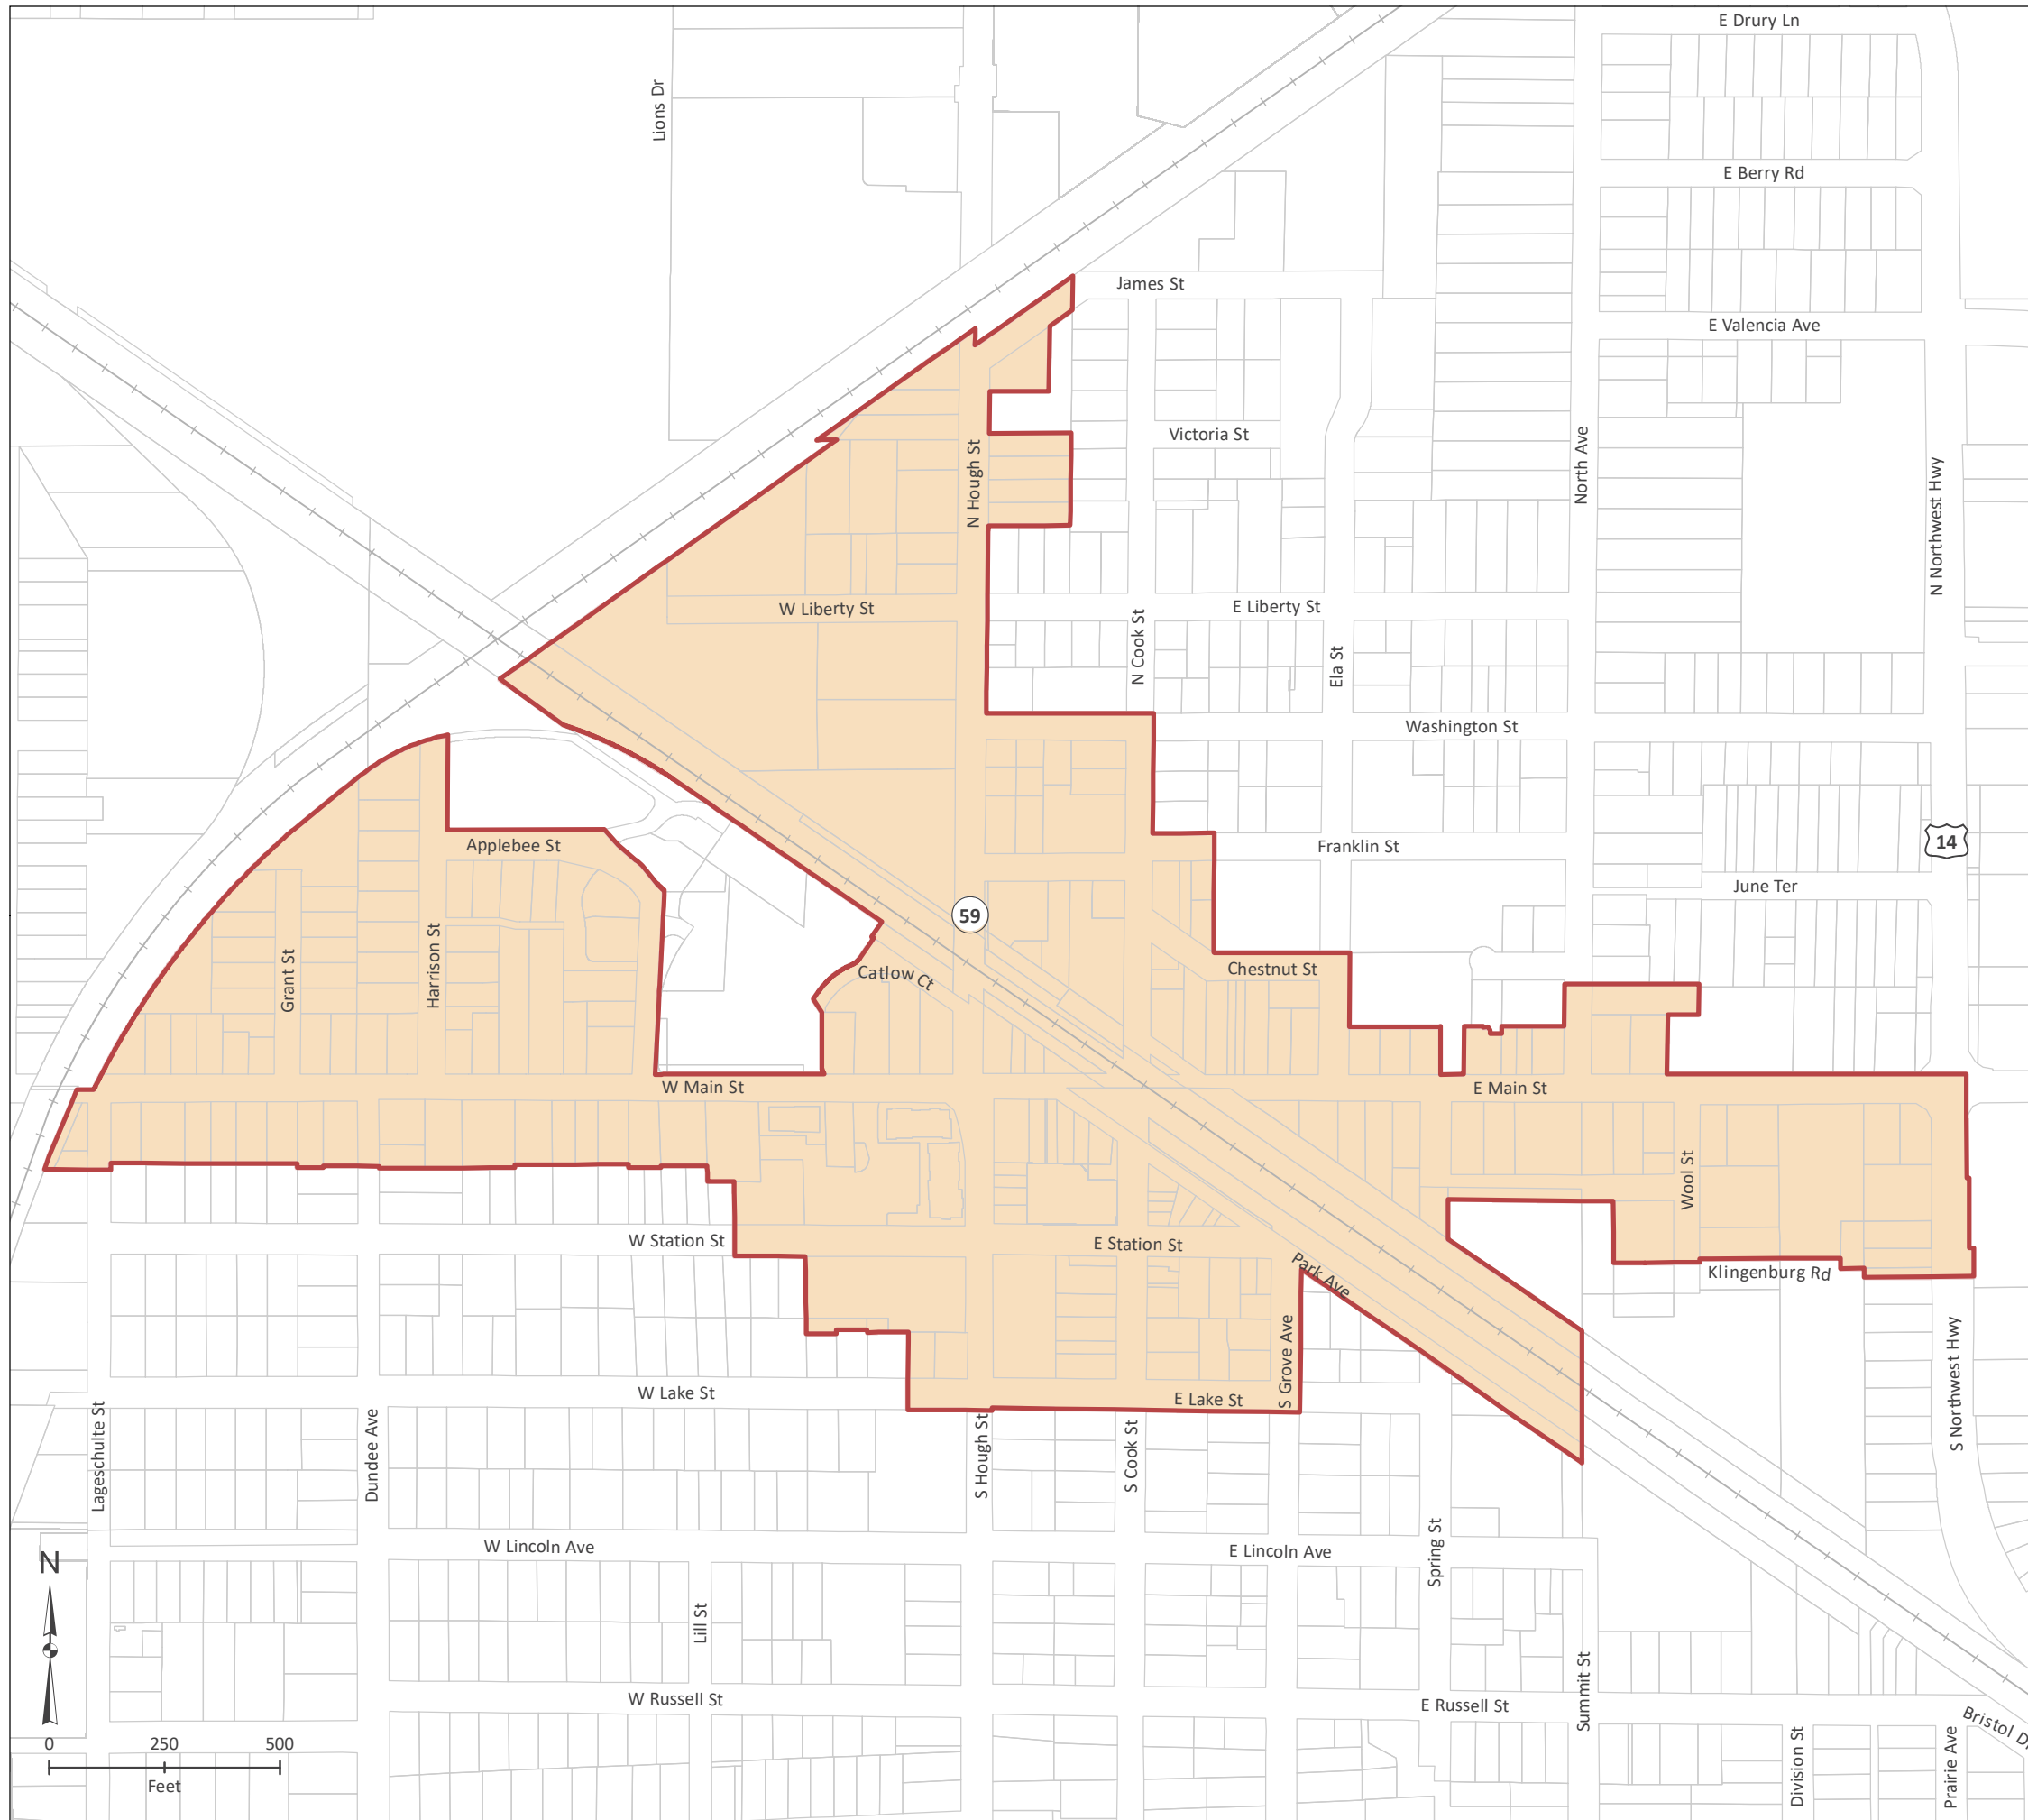 E Drury Ln
Lions Dr
E Berry Rd
James St
E Valencia Ave
Victoria St
N Hough St
North Ave
N Northwest Hwy
W Liberty St
E Liberty St
N Cook St
Ela St
Washington St
Applebee St
Franklin St
14
June Ter
59
Grant St
Harrison St
Catlow Ct
Chestnut St
W Main St
E Main St
Wool St
W Station St
E Station St
Park Ave
Klingenburg Rd
S Grove Ave
W Lake St
E Lake St
S Northwest Hwy
Lageschulte St
Dundee Ave
S Hough St
S Cook St
W Lincoln Ave
E Lincoln Ave
Spring St
N
Lill St
Summit St
W Russell St
E Russell St
Bristol D
Division St
Prairie Ave
0 250 500
Feet